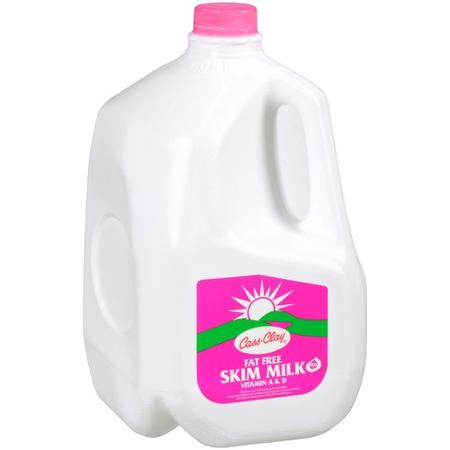 Cass-Clay®
FAT FREE
SKIM MILK
VITAMIN A & D